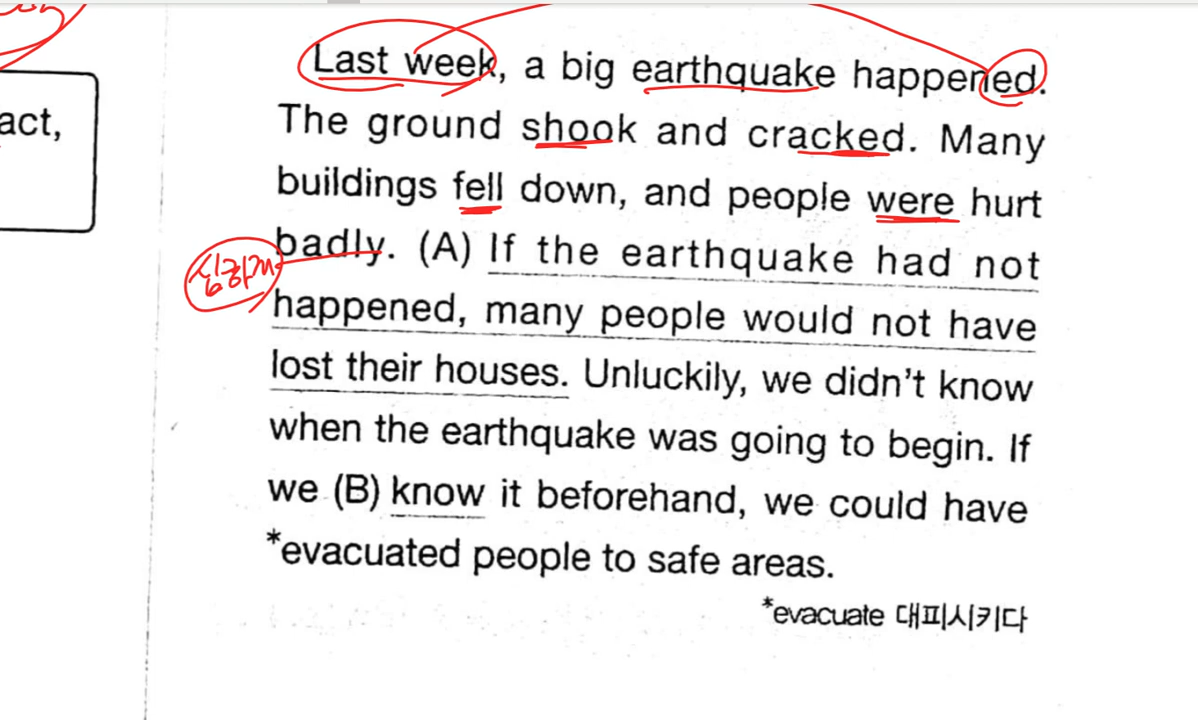 Last week, a big earthquake happened.
act,
The ground shook and cracked. Many
buildings fell down, and people were hurt
badly. (A) If the earthquake had not
심하게
happened, many people would not have
lost their houses. Unluckily, we didn't know
when the earthquake was going to begin. If
we (B) know it beforehand, we could have
*evacuated people to safe areas.
*evacuate 대피시키다